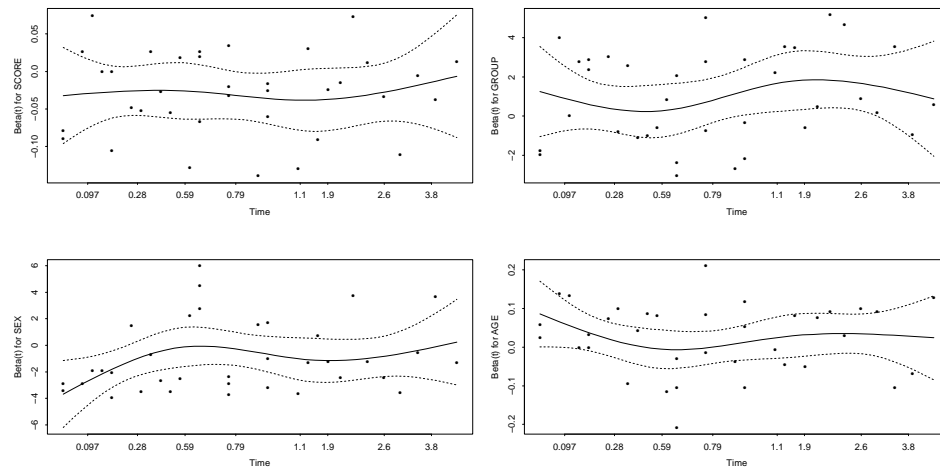 Beta(t) for SCORE
0.05
0.0
-0.05
-0.10
0.097 0.28 0.59 0.79 1.1 1.9 2.6 3.8
Time
Beta(t) for GROUP
4
2
0
-2
0.097 0.28 0.59 0.79 1.1 1.9 2.6 3.8
Time
Beta(t) for SEX
6
4
2
0
-2
-4
-6
0.097 0.28 0.59 0.79 1.1 1.9 2.6 3.8
Time
Beta(t) for AGE
0.2
0.1
0.0
-0.1
-0.2
0.097 0.28 0.59 0.79 1.1 1.9 2.6 3.8
Time